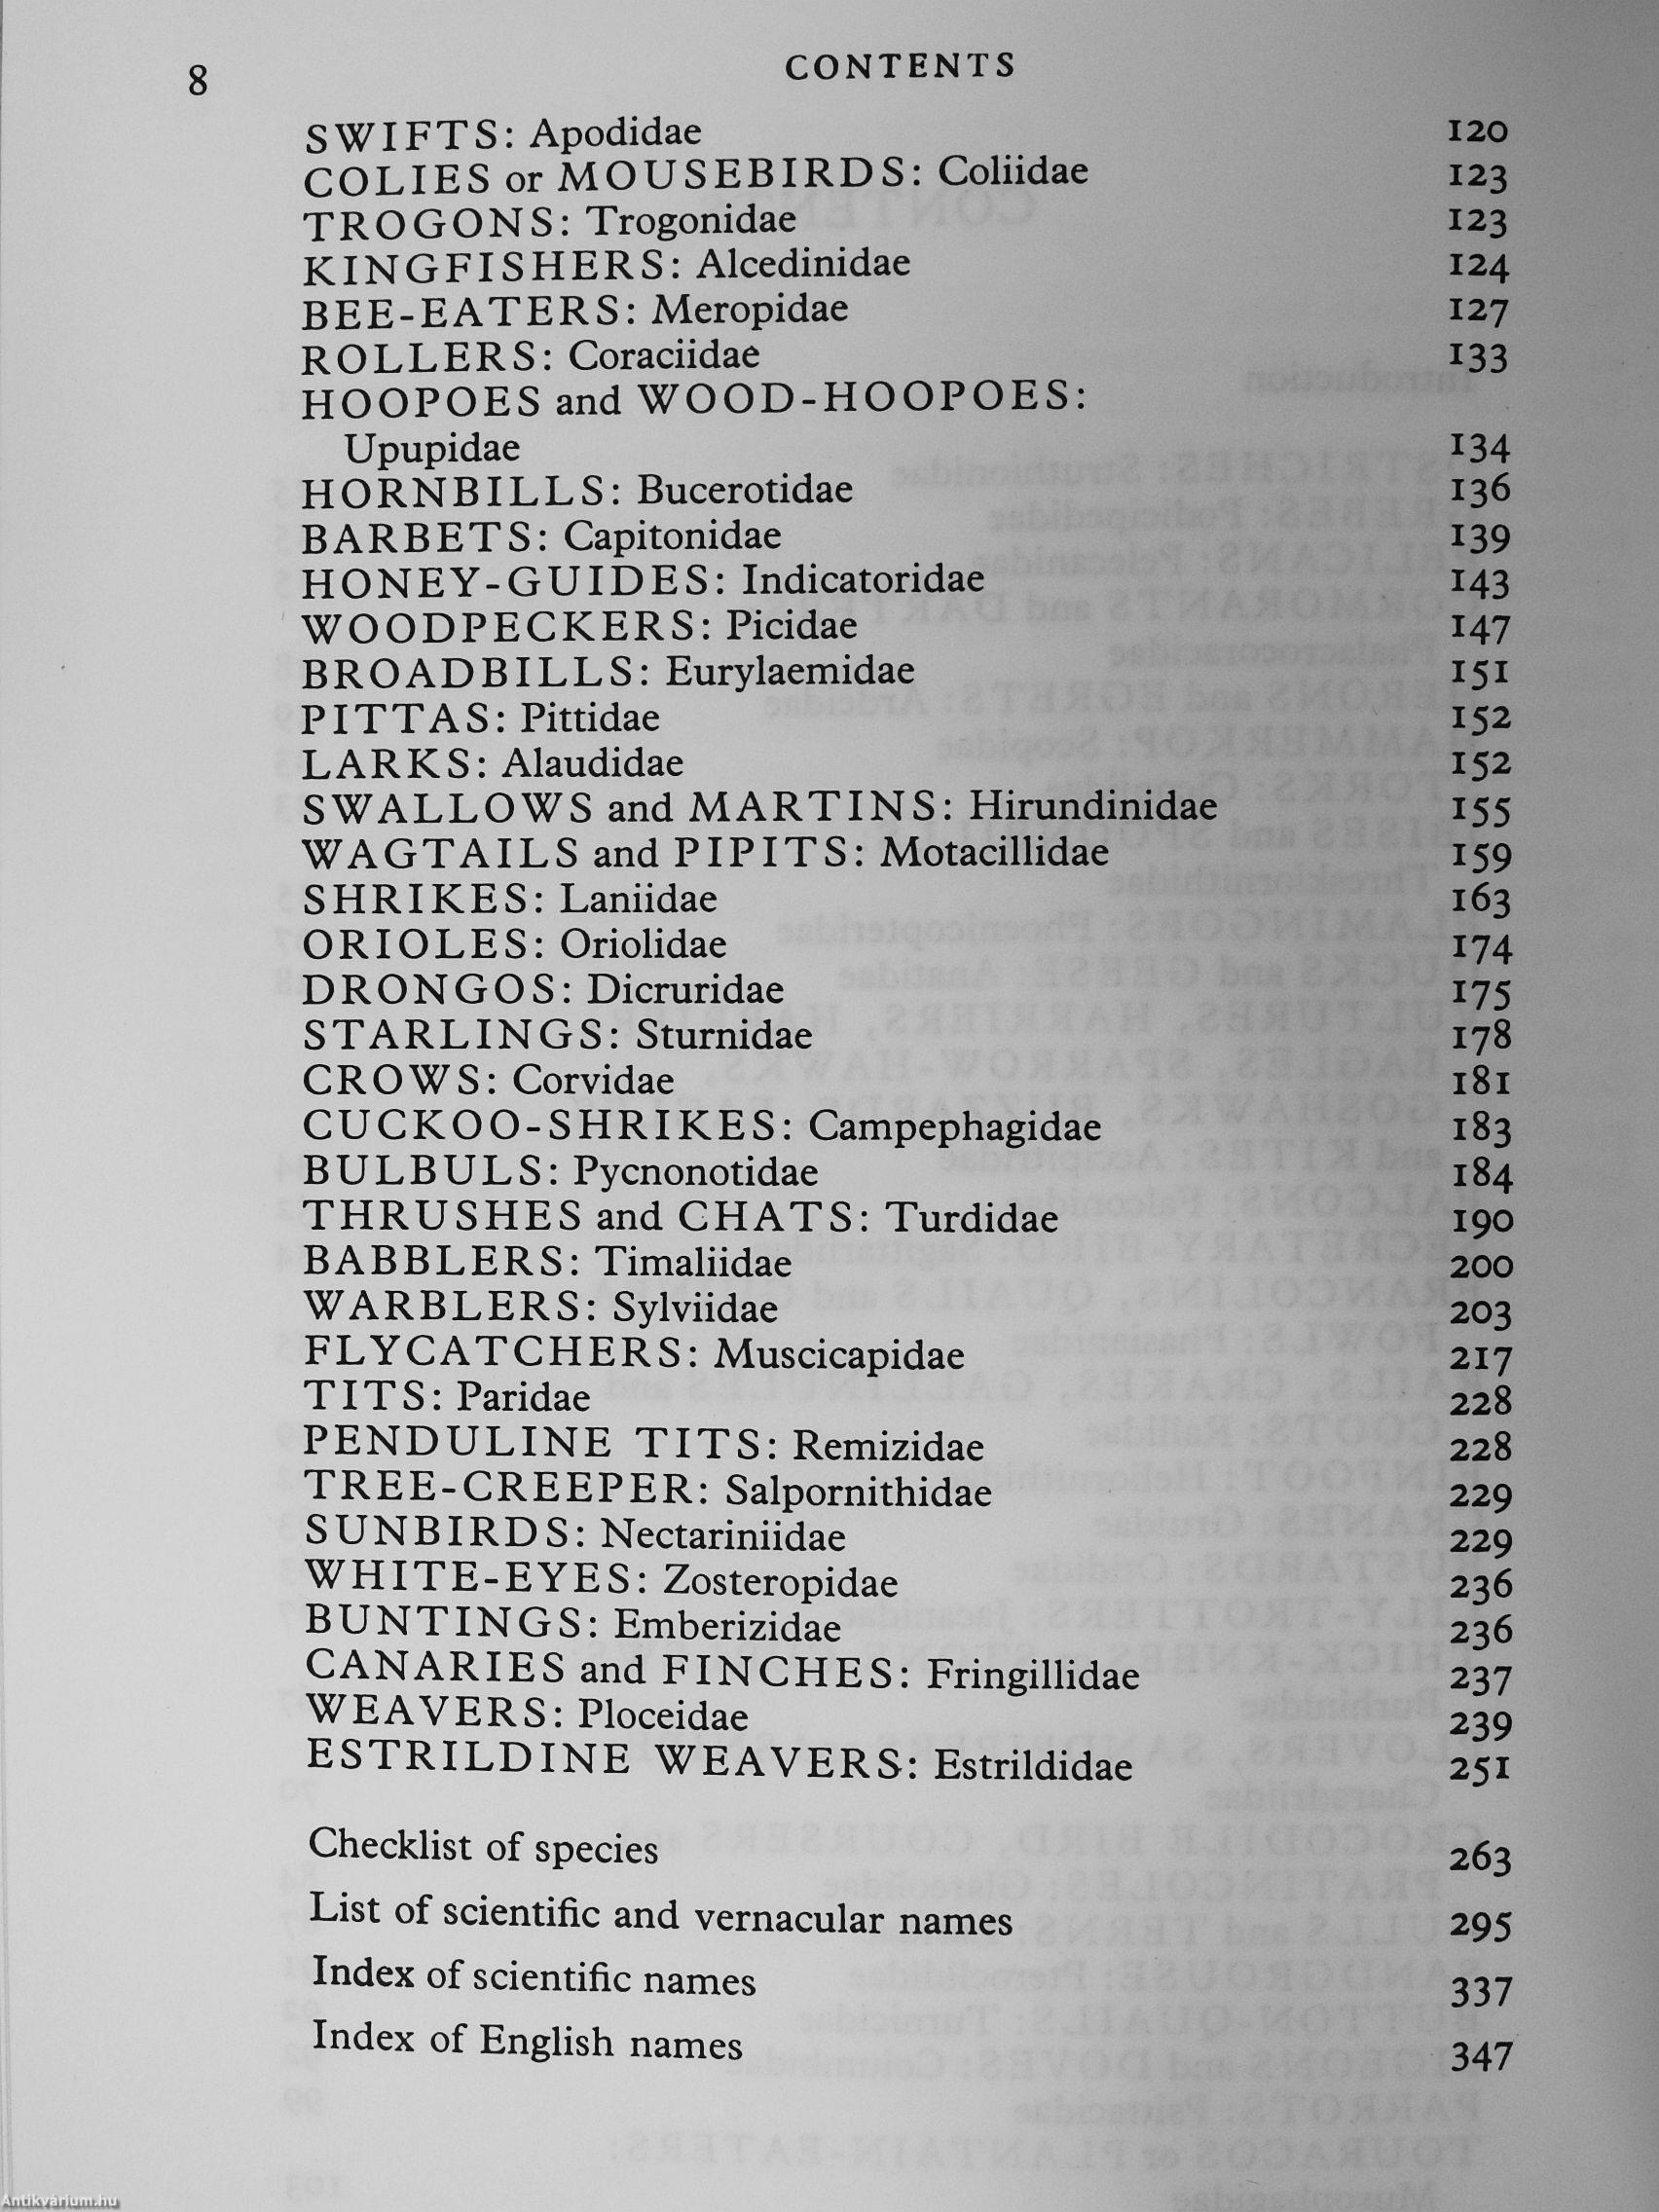 8 CONTENTS
SWIFTS: Apodidae 120
COLIES or MOUSEBIRDS: Coliidae 123
TROGONS: Trogonidae 123
KINGFISHERS: Alcedinidae 124
BEE-EATERS: Meropidae 127
ROLLERS: Coraciidae 133
HOOPOES and WOOD-HOOPOES:
Upupidae 134
HORNBILLS: Bucerotidae 136
BARBETS: Capitonidae 139
HONEY-GUIDES: Indicatoridae 143
WOODPECKERS: Picidae 147
BROADBILLS: Eurylaemidae 151
PITTAS: Pittidae 152
LARKS: Alaudidae 152
SWALLOWS and MARTINS: Hirundinidae 155
WAGTAILS and PIPITS: Motacillidae 159
SHRIKES: Laniidae 163
ORIOLES: Oriolidae 174
DRONGOS: Dicruridae 175
STARLINGS: Sturnidae 178
CROWS: Corvidae 181
CUCKOO-SHRIKES: Campephagidae 183
BULBULS: Pycnonotidae 184
THRUSHES and CHATS: Turdidae 190
BABBLERS: Timaliidae 200
WARBLERS: Sylviidae 203
FLYCATCHERS: Muscicapidae 217
TITS: Paridae 228
PENDULINE TITS: Remizidae 228
TREE-CREEPER: Salpornithidae 229
SUNBIRDS: Nectariniidae 229
WHITE-EYES: Zosteropidae 236
BUNTINGS: Emberizidae 236
CANARIES and FINCHES: Fringillidae 237
WEAVERS: Ploceidae 239
ESTRILDINE WEAVERS: Estrildidae 251
Checklist of species 263
List of scientific and vernacular names 295
Index of scientific names 337
Index of English names 347
Antikvárium.hu